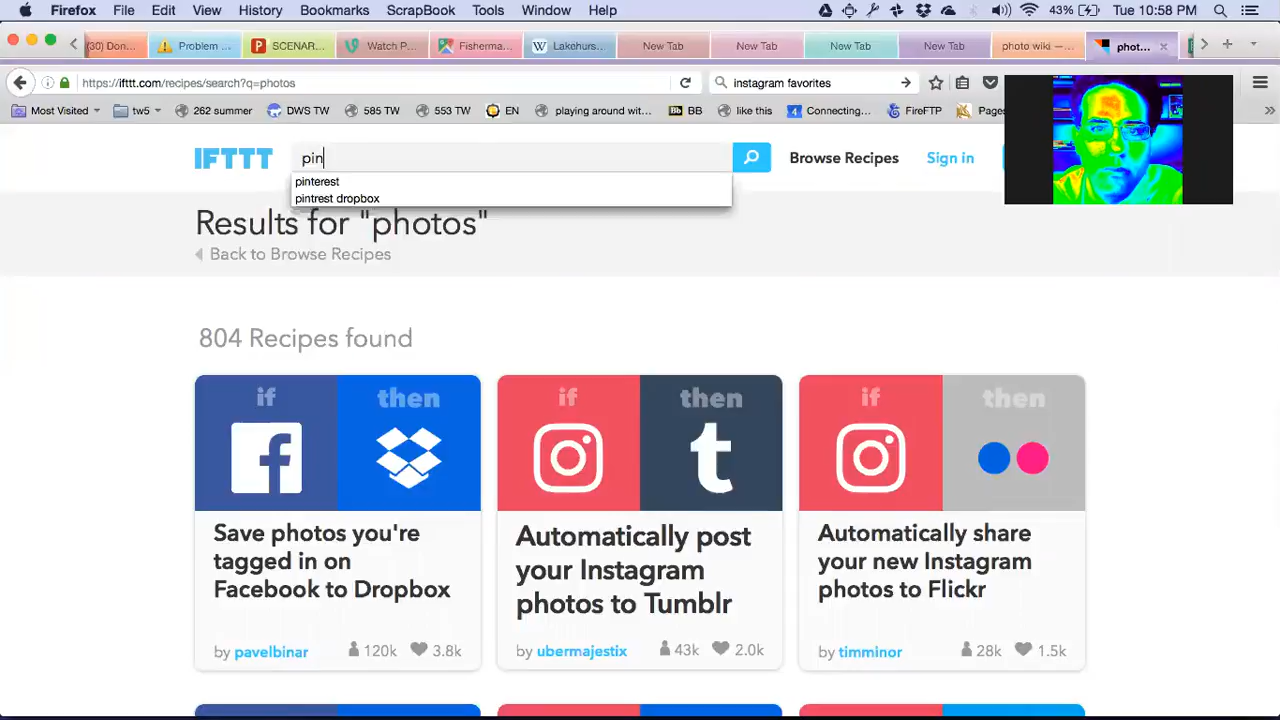 Firefox File Edit View History Bookmarks ScrapBook Tools Window Help 43% Tue 10:58 PM
(30) Don... Problem ... SCENAR... Watch P... Fisherma... Lakehurs... New Tab New Tab New Tab New Tab photo wiki —... phot...
https://ifttt.com/recipes/search?q=photos instagram favorites
Most Visited tw5 262 summer DWS TW 565 TW 553 TW EN playing around wi... Bb BB like this Connecting... FireFTP Pages
IFTTT pin Browse Recipes Sign in
pinterest
pintrest dropbox
Results for "photos"
Back to Browse Recipes
804 Recipes found
if then if then if then
Save photos you're tagged in on Facebook to Dropbox
by pavelbinar 120k 3.8k
Automatically post your Instagram photos to Tumblr
by ubermajestix 43k 2.0k
Automatically share your new Instagram photos to Flickr
by timminor 28k 1.5k